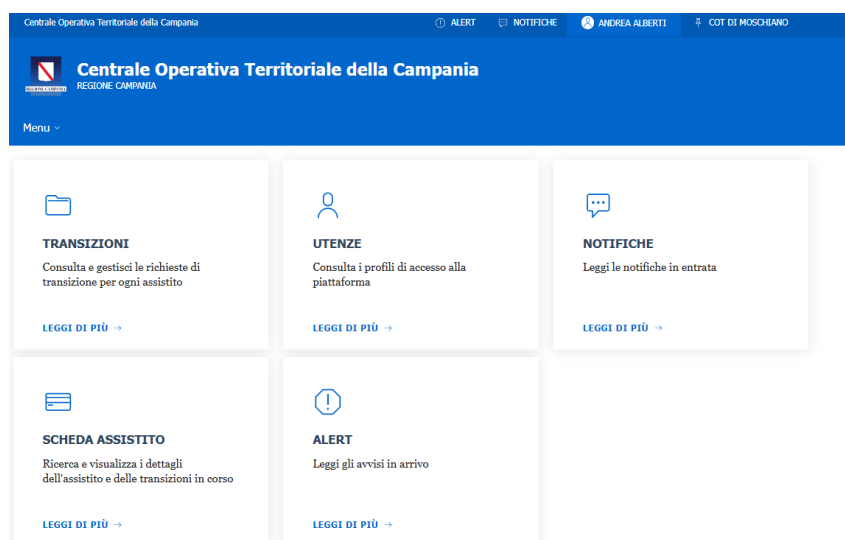 Centrale Operativa Territoriale della Campania
ALERT
NOTIFICHE
ANDREA ALBERTI
COT DI MOSCHIANO
Centrale Operativa Territoriale della Campania
REGIONE CAMPANIA
REGIONE CAMPANIA
Menu
TRANSIZIONI
Consulta e gestisci le richieste di
transizione per ogni assistito
LEGGI DI PIÙ →
UTENZE
Consulta i profili di accesso alla
piattaforma
LEGGI DI PIÙ →
NOTIFICHE
Leggi le notifiche in entrata
LEGGI DI PIÙ →
SCHEDA ASSISTITO
Ricerca e visualizza i dettagli
dell'assistito e delle transizioni in corso
LEGGI DI PIÙ →
ALERT
Leggi gli avvisi in arrivo
LEGGI DI PIÙ →